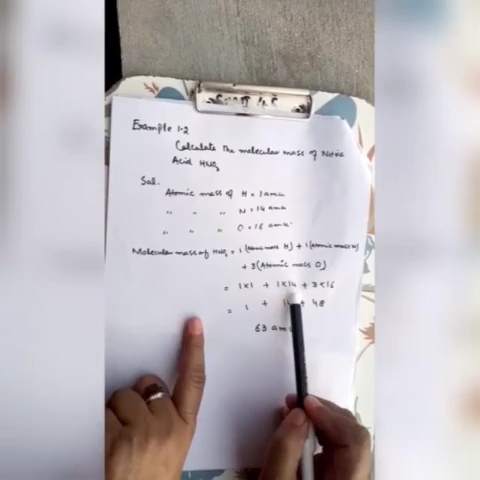 Example 1.2
Calculate the molecular mass of Nitric
Acid HNO3
Sol.
Atomic mass of H = 1 amu
" " " N = 14 amu
" " " O = 16 amu
Molecular mass of HNO3 = 1 (Atomic mass H) + 1 (Atomic mass N)
+ 3 (Atomic mass O)
= 1 x 1 + 1 x 14 + 3 x 16
= 1 + 14 + 48
63 amu